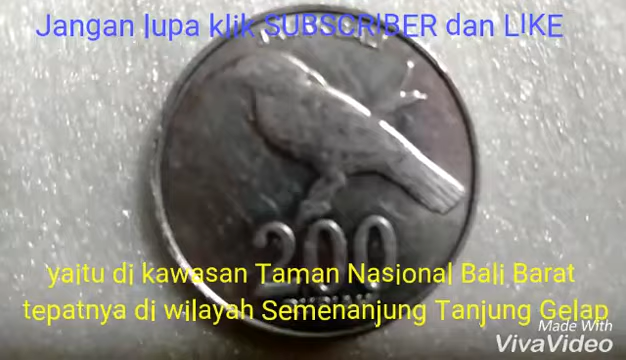 Jangan lupa klik SUBSCRIBER dan LIKE
200
yaitu di kawasan Taman Nasional Bali Barat
tepatnya di wilayah Semenanjung Tanjung Gelap
Made With
VivaVideo